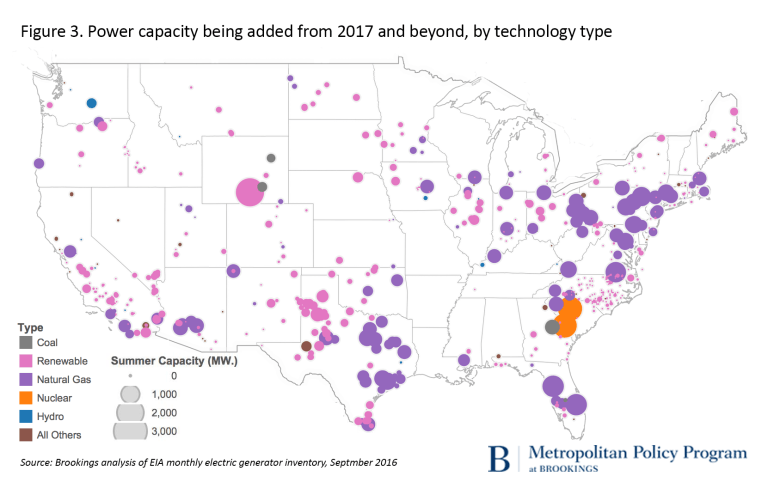 Figure 3. Power capacity being added from 2017 and beyond, by technology type
Type
Coal
Renewable
Natural Gas
Nuclear
Hydro
All Others
Summer Capacity (MW.)
0
1,000
2,000
3,000
Source: Brookings analysis of EIA monthly electric generator inventory, Septmber 2016
B
Metropolitan Policy Program
at BROOKINGS